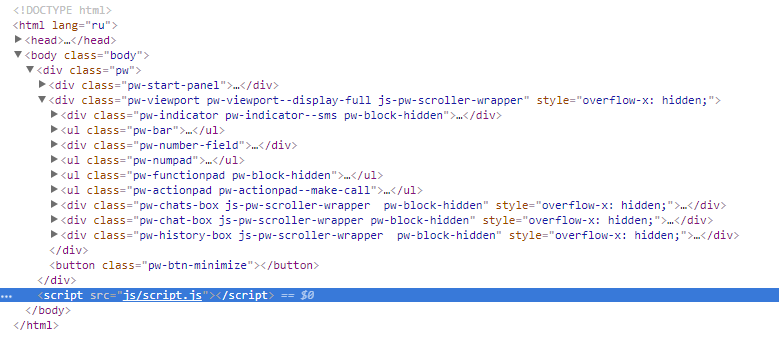 <!DOCTYPE html>
<html lang="ru">
▶<head>…</head>
▼<body class="body">
▼<div class="pw">
▶<div class="pw-start-panel">…</div>
▼<div class="pw-viewport pw-viewport--display-full js-pw-scroller-wrapper" style="overflow-x: hidden;">
▶<div class="pw-indicator pw-indicator--sms pw-block-hidden">…</div>
▶<ul class="pw-bar">…</ul>
▶<div class="pw-number-field">…</div>
▶<ul class="pw-numpad">…</ul>
▶<ul class="pw-functionpad pw-block-hidden">…</ul>
▶<ul class="pw-actionpad pw-actionpad--make-call">…</ul>
▶<div class="pw-chats-box js-pw-scroller-wrapper  pw-block-hidden" style="overflow-x: hidden;">…</div>
▶<div class="pw-chat-box js-pw-scroller-wrapper pw-block-hidden" style="overflow-x: hidden;">…</div>
▶<div class="pw-history-box js-pw-scroller-wrapper  pw-block-hidden" style="overflow-x: hidden;">…</div>
</div>
<button class="pw-btn-minimize"></button>
</div>
… <script src="js/script.js"></script> == $0
</body>
</html>